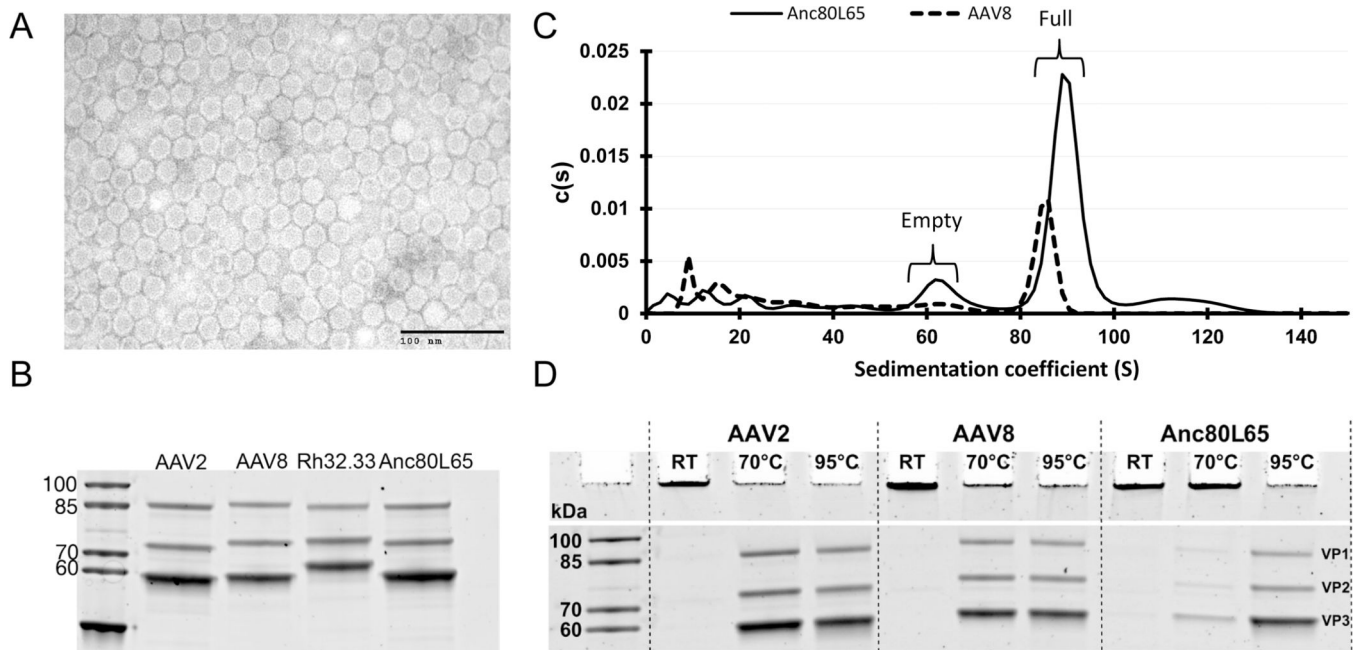 A
100 nm
B
AAV2 AAV8 Rh32.33 Anc80L65
100
85
70
60
C
Anc80L65 AAV8
Full
Empty
c(s)
0.025
0.02
0.015
0.01
0.005
0
0 20 40 60 80 100 120 140
Sedimentation coefficient (S)
D
AAV2 AAV8 Anc80L65
RT 70°C 95°C RT 70°C 95°C RT 70°C 95°C
kDa
100
85
70
60
VP1
VP2
VP3